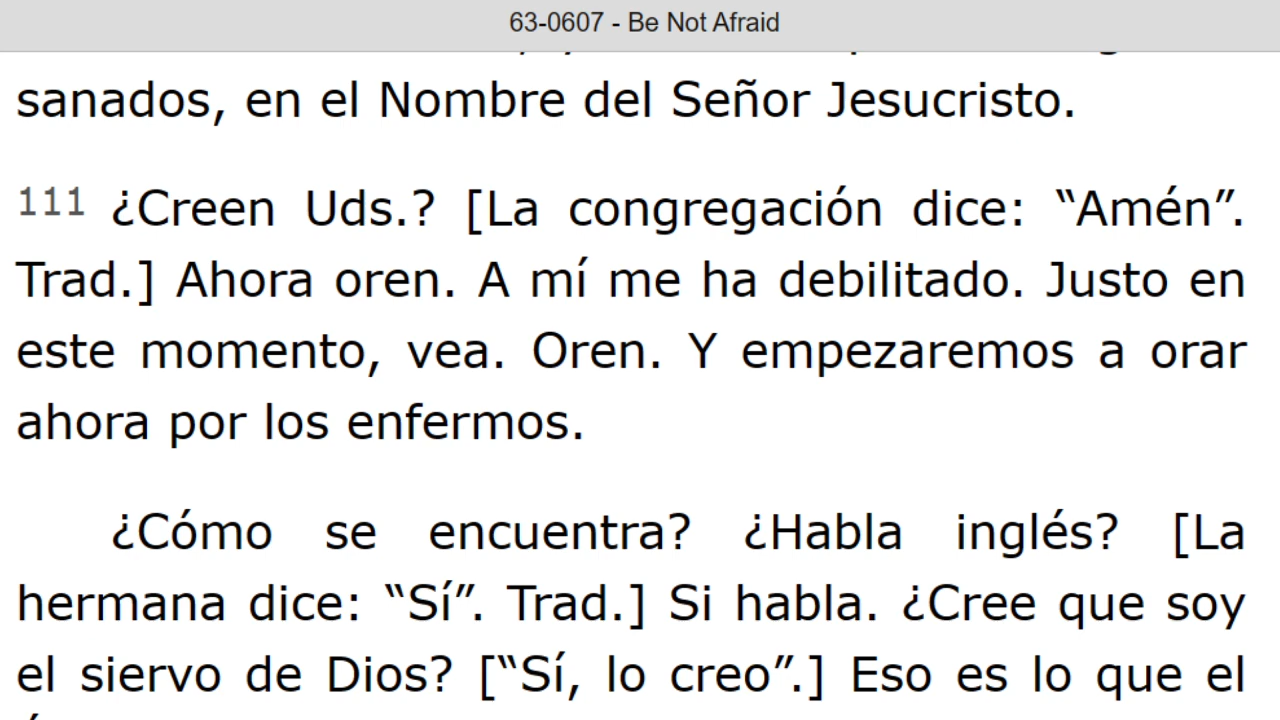 63-0607 - Be Not Afraid
sanados, en el Nombre del Señor Jesucristo.
111 ¿Creen Uds.? [La congregación dice: “Amén”.
Trad.] Ahora oren. A mí me ha debilitado. Justo en
este momento, vea. Oren. Y empezaremos a orar
ahora por los enfermos.
¿Cómo se encuentra? ¿Habla inglés? [La
hermana dice: “Sí”. Trad.] Si habla. ¿Cree que soy
el siervo de Dios? [“Sí, lo creo”.] Eso es lo que el